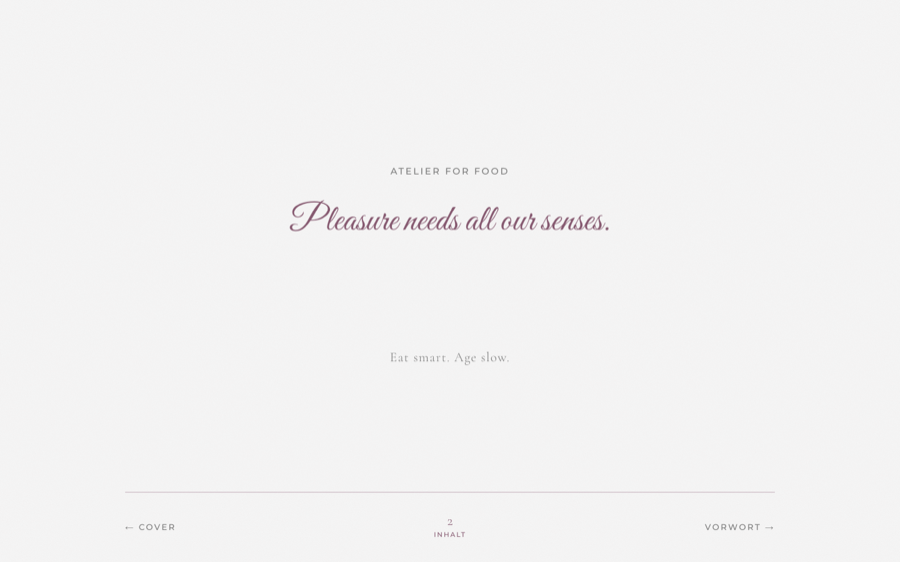 ATELIER FOR FOOD
Pleasure needs all our senses.
Eat smart. Age slow.
← COVER
2
INHALT
VORWORT →